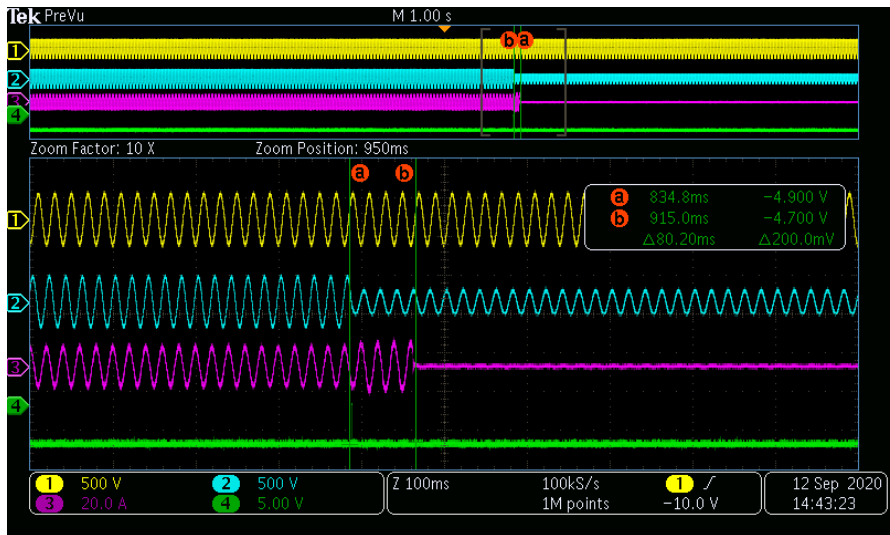 Tek PreVu M 1.00 s
b a
1
2
3
4
Zoom Factor: 10 X Zoom Position: 950ms
a b
a 834.8ms −4.900 V
b 915.0ms −4.700 V
△80.20ms △200.0mV
1
2
3
4
1 500 V 2 500 V Z 100ms 100kS/s 1 12 Sep 2020
3 20.0 A 4 5.00 V 1M points −10.0 V 14:43:23